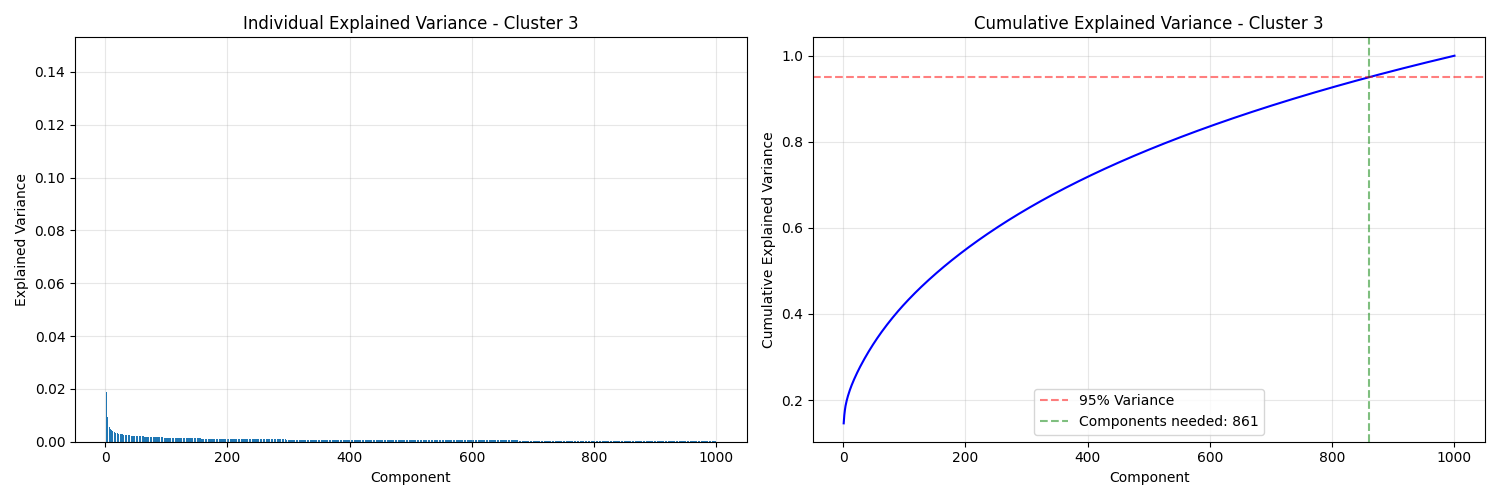 Individual Explained Variance - Cluster 3
Explained Variance
0.14
0.12
0.10
0.08
0.06
0.04
0.02
0.00
0 200 400 600 800 1000
Component
Cumulative Explained Variance - Cluster 3
Cumulative Explained Variance
1.0
0.8
0.6
0.4
0.2
95% Variance
Components needed: 861
0 200 400 600 800 1000
Component